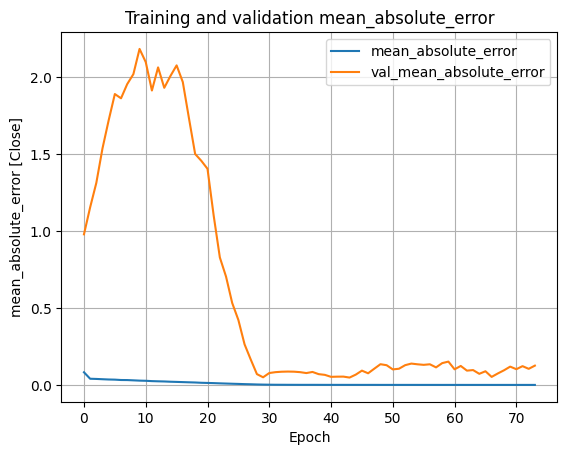 Training and validation mean_absolute_error
mean_absolute_error
val_mean_absolute_error
mean_absolute_error [Close]
2.0
1.5
1.0
0.5
0.0
0 10 20 30 40 50 60 70
Epoch